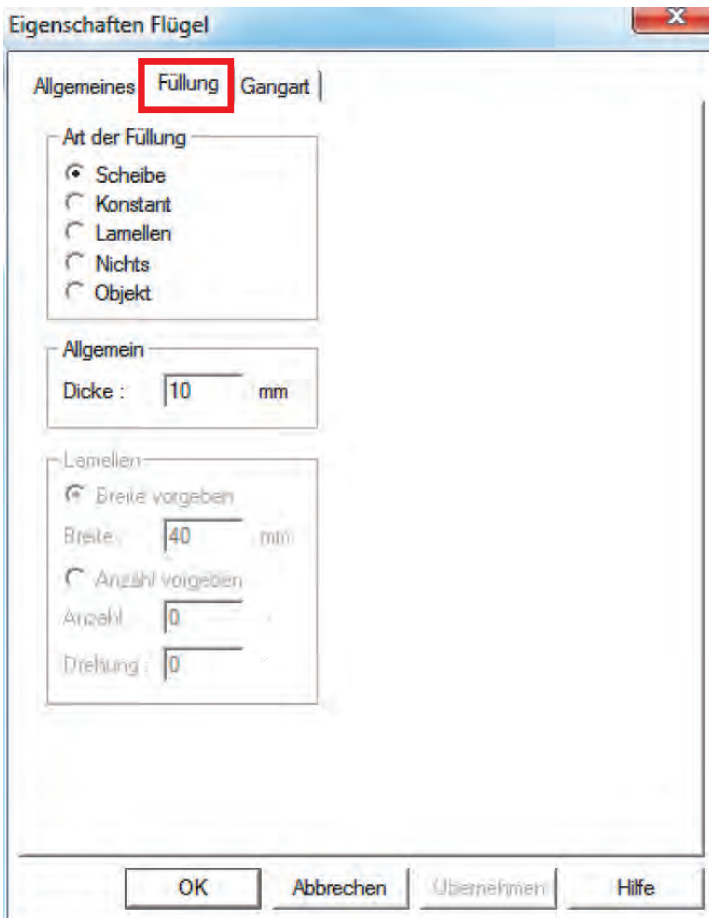 Eigenschaften Flügel
Allgemeines Füllung Gangart
Art der Füllung
Scheibe
Konstant
Lamellen
Nichts
Objekt
Allgemein
Dicke : 10 mm
Lamellen
Breite vorgeben
Breite : 40 mm
Anzahl vorgeben
Anzahl 0
Drehung : 0
OK Abbrechen Übernehmen Hilfe